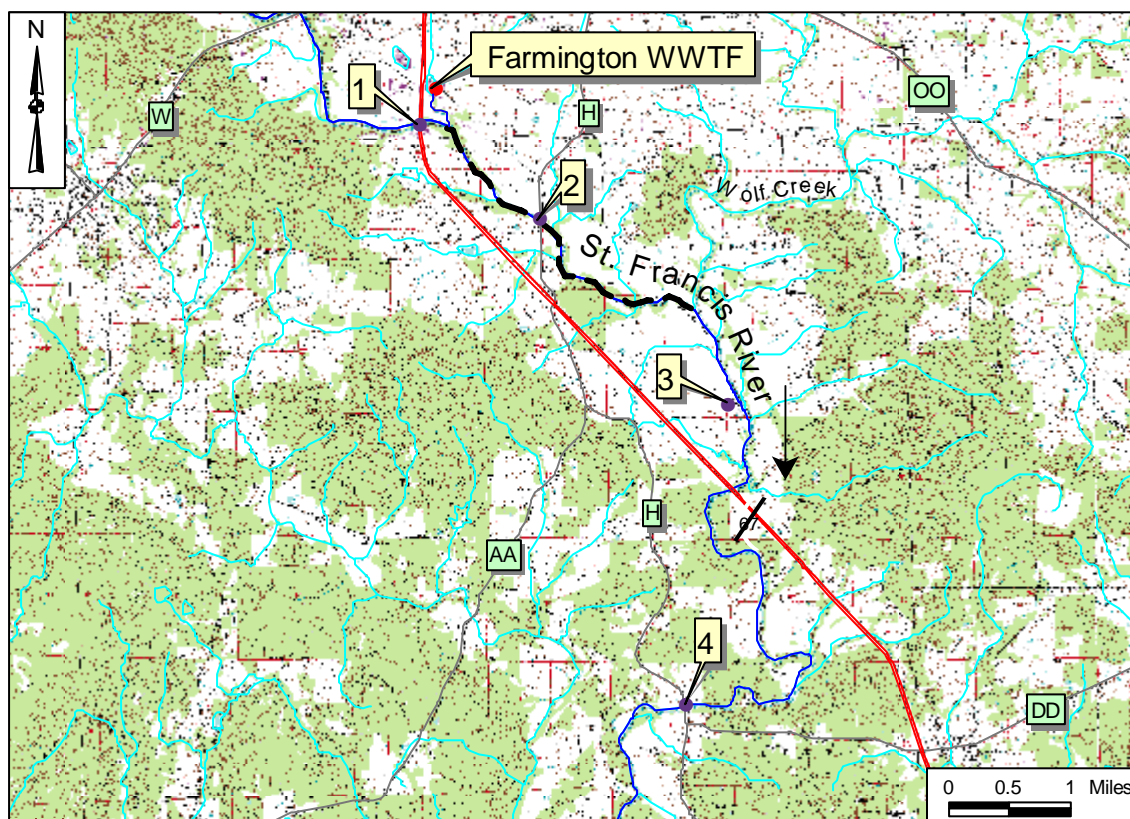 N
Farmington WWTF
1
W
H
OO
2
Wolf Creek
St. Francis River
3
67
H
AA
4
DD
0 0.5 1 Miles